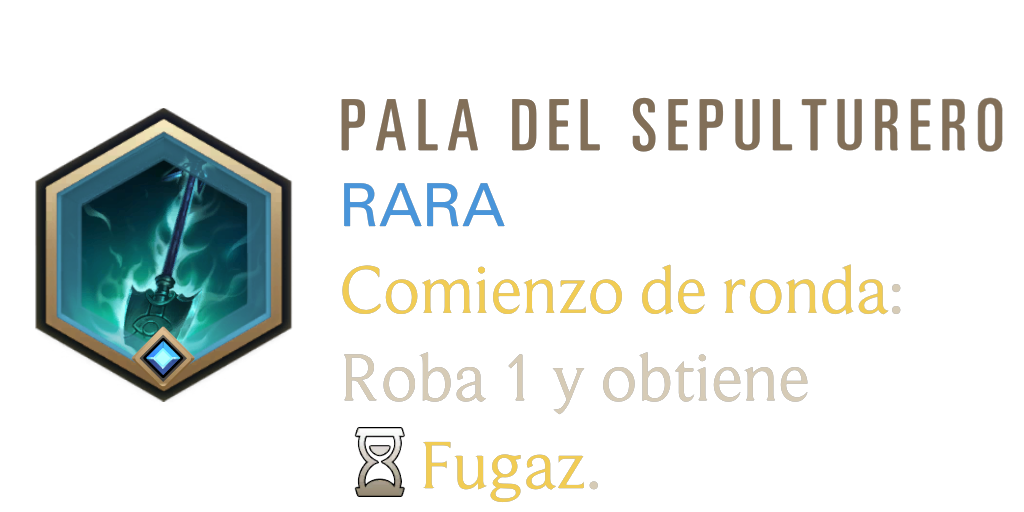 PALA DEL SEPULTURERO
RARA
Comienzo de ronda:
Roba 1 y obtiene
Fugaz.